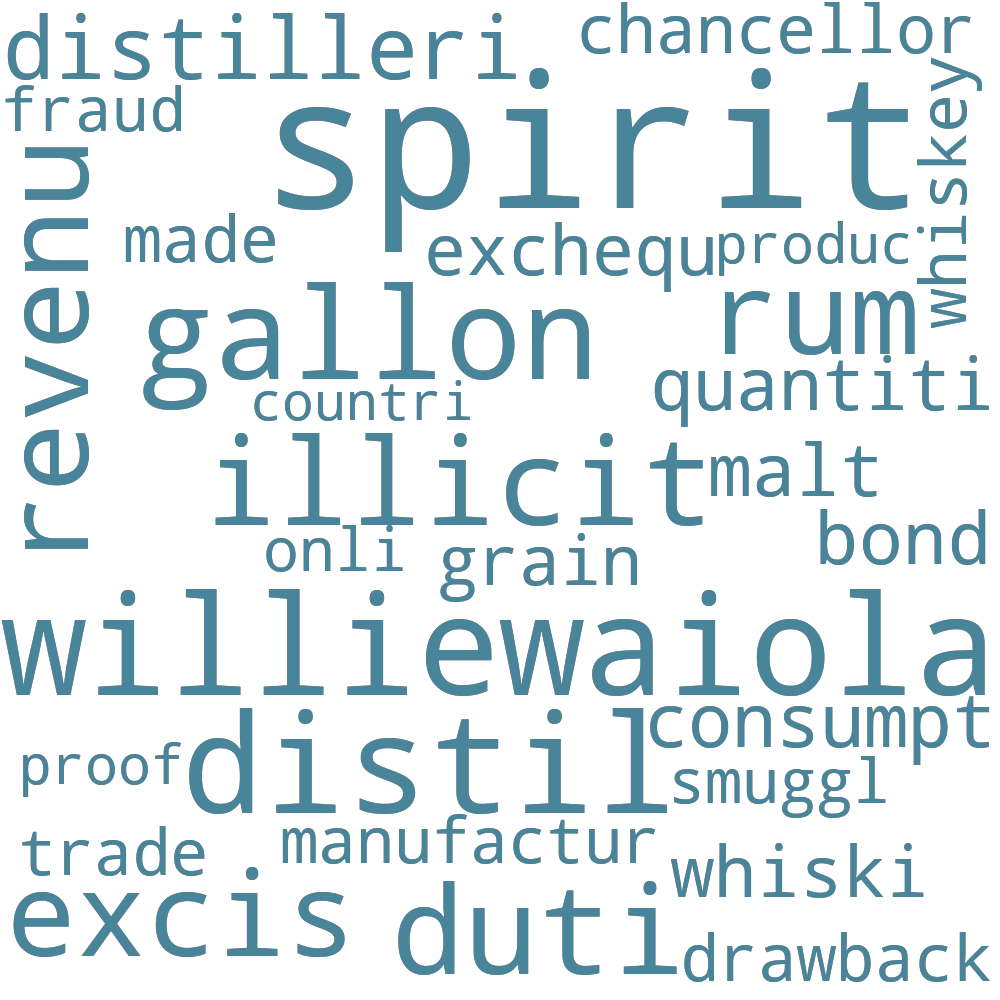 distilleri
chancellor
fraud
spirit
whiskey
revenu
made
exchequ
produc
gallon
rum
countri
quantiti
illicit
malt
onli
grain
bond
williewaiola
distil
consumpt
proof
smuggl
trade
manufactur
whiski
excis
duti
drawback